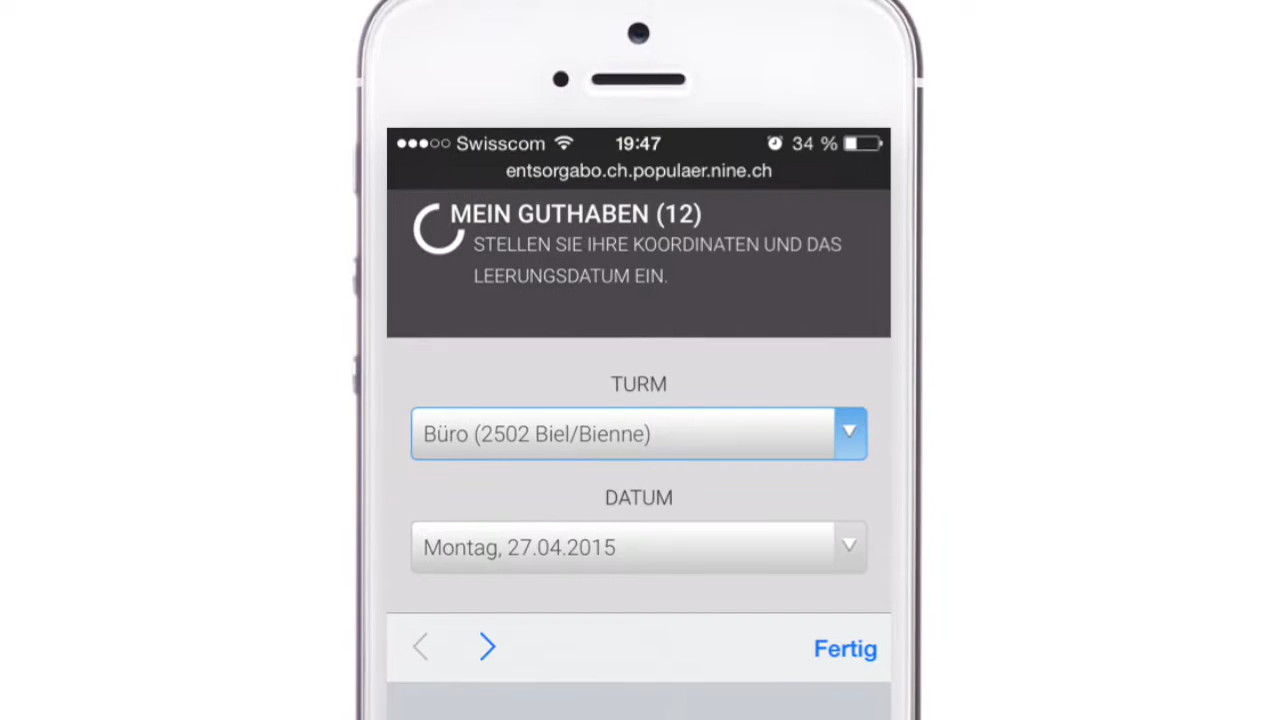 Swisscom 19:47 34 %
entsorgabo.ch.populaer.nine.ch
MEIN GUTHABEN (12)
STELLEN SIE IHRE KOORDINATEN UND DAS
LEERUNGSDATUM EIN.
TURM
Büro (2502 Biel/Bienne)
DATUM
Montag, 27.04.2015
Fertig